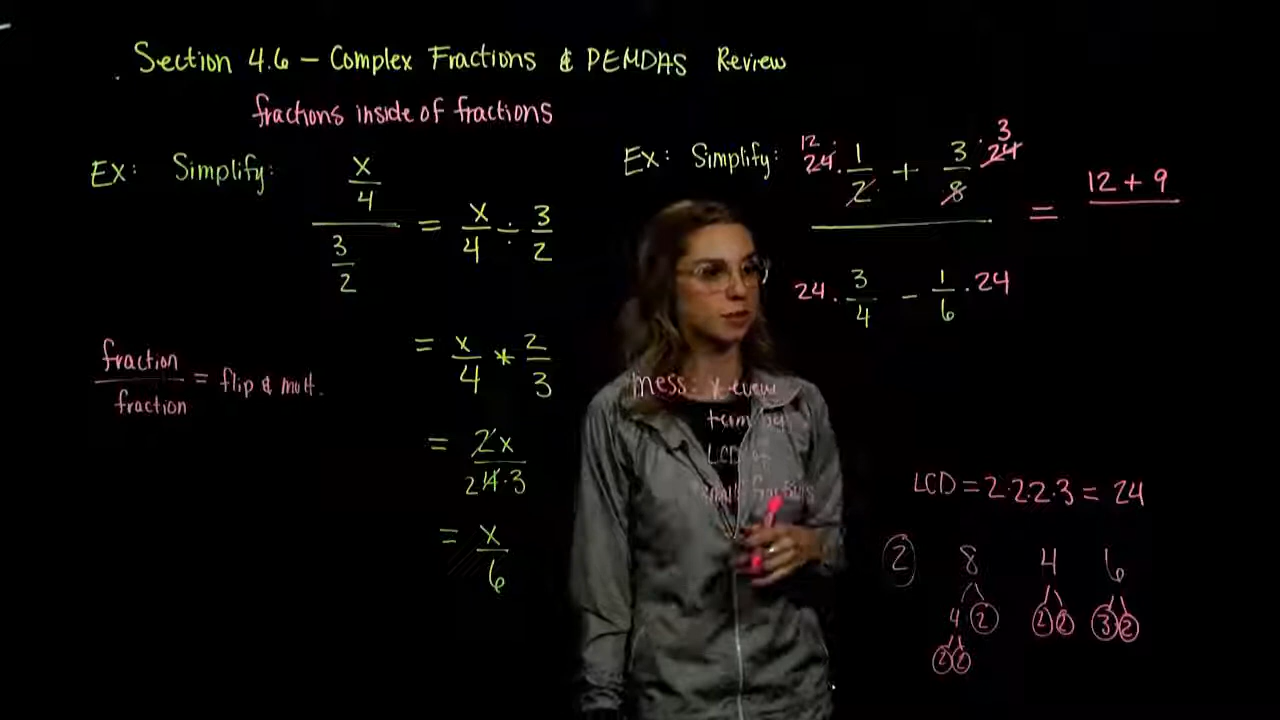 Section 4.6 – Complex Fractions & PEMDAS Review
fractions inside of fractions
Ex: Simplify:
x/4
3/2
= x/4 ÷ 3/2
= x/4 * 2/3
= 2x
2 4·3
= x/6
fraction
fraction
= flip & mult.
Ex: Simplify:
12 3
24 · 1/2 + 3/8 · 24
24 · 3/4 – 1/6 · 24
= 12 + 9
mess:
LCD
small fractions
LCD = 2·2·2·3 = 24
2 8 4 6
4 2 2 2 3 2
2 2